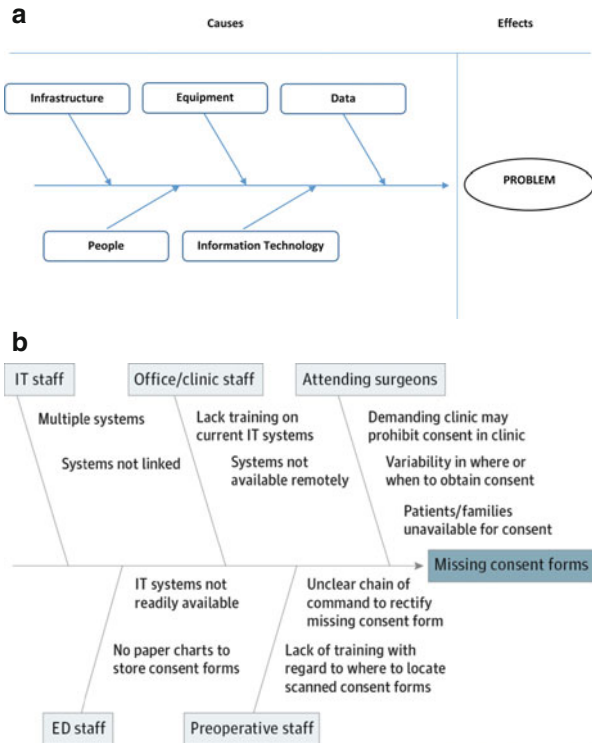 a
Causes
Effects
Infrastructure
Equipment
Data
PROBLEM
People
Information Technology
b
IT staff
Office/clinic staff
Attending surgeons
Multiple systems
Systems not linked
Lack training on
current IT systems
Systems not
available remotely
Demanding clinic may
prohibit consent in clinic
Variability in where or
when to obtain consent
Patients/families
unavailable for consent
Missing consent forms
IT systems not
readily available
No paper charts to
store consent forms
Unclear chain of
command to rectify
missing consent form
Lack of training with
regard to where to locate
scanned consent forms
ED staff
Preoperative staff